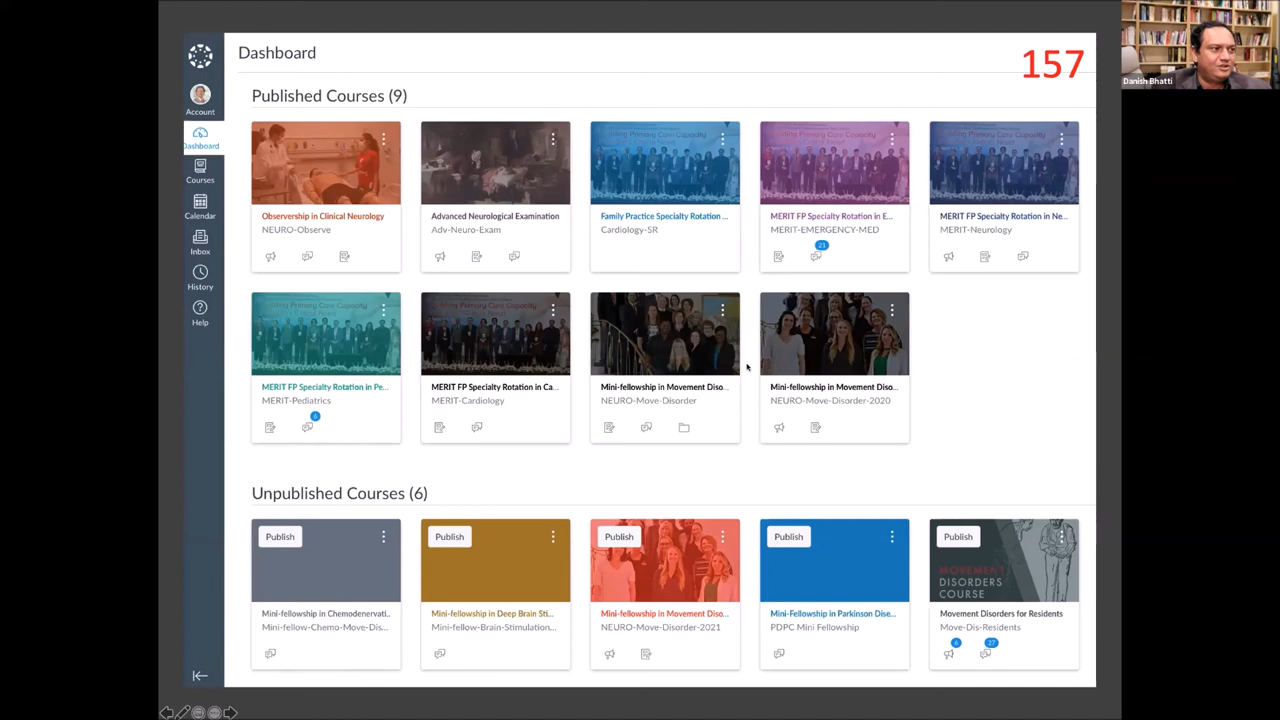 Dashboard
157
Danish Bhatti
Account
Dashboard
Courses
Calendar
Inbox
History
Help
Published Courses (9)
Observership in Clinical Neurology
NEURO-Observe
Advanced Neurological Examination
Adv-Neuro-Exam
Family Practice Specialty Rotation ...
Cardiology-SR
MERIT FP Specialty Rotation in E...
MERIT-EMERGENCY-MED
21
MERIT FP Specialty Rotation in Ne...
MERIT-Neurology
MERIT FP Specialty Rotation in Pe...
MERIT-Pediatrics
6
MERIT FP Specialty Rotation in Ca...
MERIT-Cardiology
Mini-fellowship in Movement Diso...
NEURO-Move-Disorder
Mini-fellowship in Movement Diso...
NEURO-Move-Disorder-2020
Unpublished Courses (6)
Publish
Mini-fellowship in Chemodenervati...
Mini-fellow-Chemo-Move-Dis...
Publish
Mini-fellowship in Deep Brain Sti...
Mini-fellow-Brain-Stimulation...
Publish
Mini-fellowship in Movement Diso...
NEURO-Move-Disorder-2021
Publish
Mini-Fellowship in Parkinson Dise...
PDPC Mini Fellowship
Publish
MOVEMENT
DISORDERS
COURSE
Movement Disorders for Residents
Move-Dis-Residents
6
27